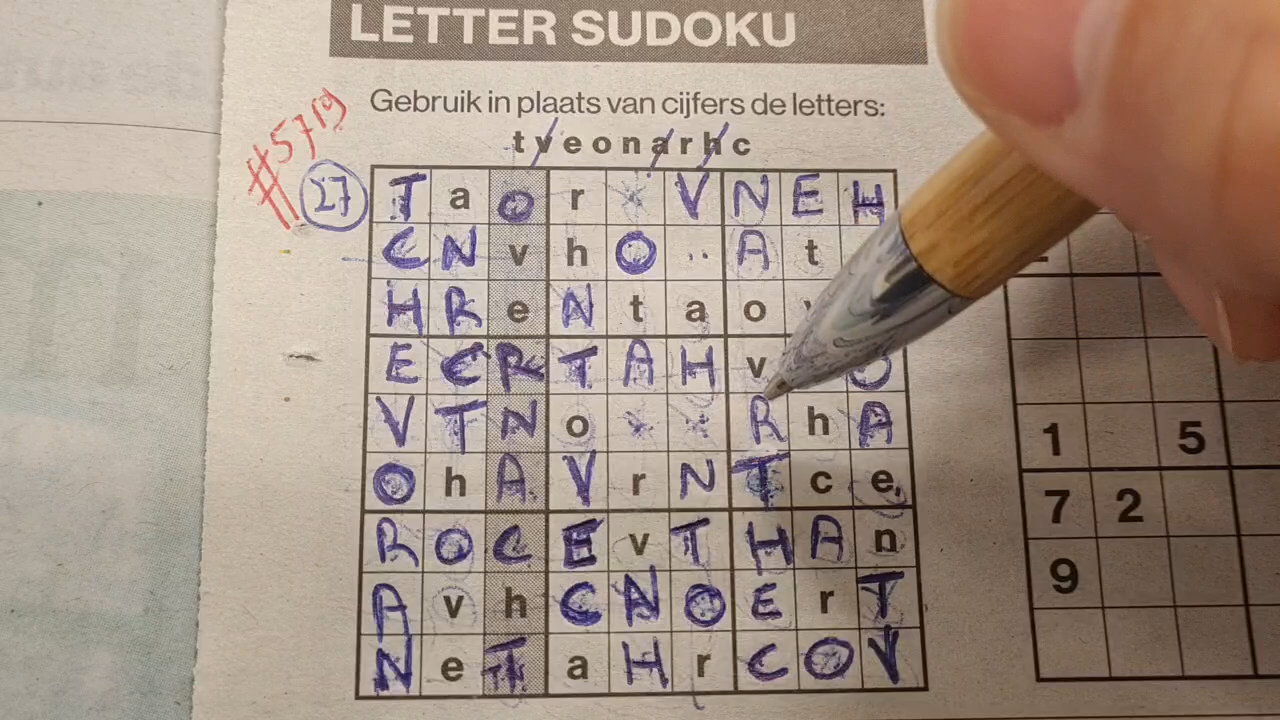 LETTER SUDOKU
Gebruik in plaats van cijfers de letters:
t v e o n a r h c
#5719
27
T a O r V N E H
C N v h O A t
H R e N t a o
E C R T A H v O
V T N o R h A
O h A V r N T c e
R O C E v T H A n
A v h C N O E r T
N e T a H r C O V
1 5
7 2
9